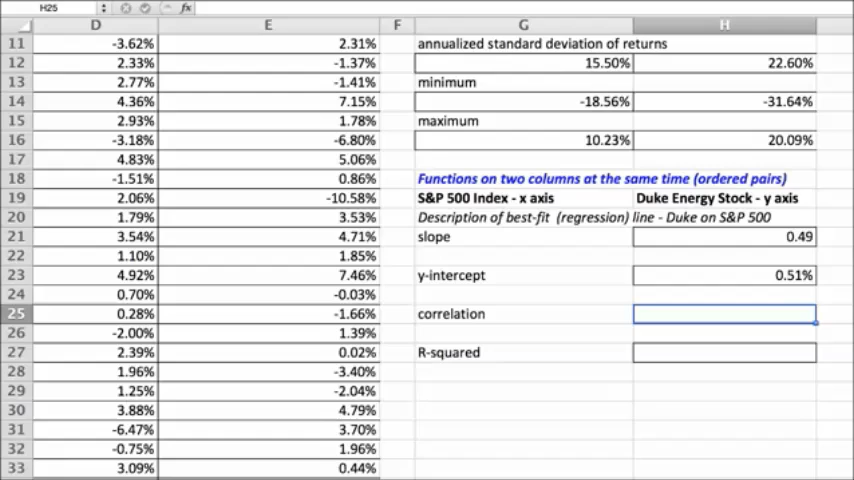 H25 fx
D E F G H
11 -3.62% 2.31% annualized standard deviation of returns
12 2.33% -1.37% 15.50% 22.60%
13 2.77% -1.41% minimum
14 4.36% 7.15% -18.56% -31.64%
15 2.93% 1.78% maximum
16 -3.18% -6.80% 10.23% 20.09%
17 4.83% 5.06%
18 -1.51% 0.86% Functions on two columns at the same time (ordered pairs)
19 2.06% -10.58% S&P 500 Index - x axis Duke Energy Stock - y axis
20 1.79% 3.53% Description of best-fit (regression) line - Duke on S&P 500
21 3.54% 4.71% slope 0.49
22 1.10% 1.85%
23 4.92% 7.46% y-intercept 0.51%
24 0.70% -0.03%
25 0.28% -1.66% correlation
26 -2.00% 1.39%
27 2.39% 0.02% R-squared
28 1.96% -3.40%
29 1.25% -2.04%
30 3.88% 4.79%
31 -6.47% 3.70%
32 -0.75% 1.96%
33 3.09% 0.44%